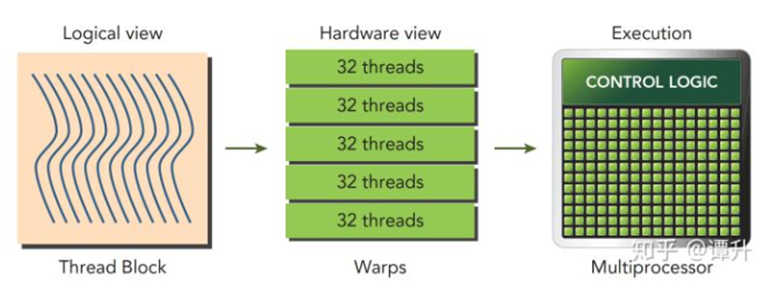 Logical view
Hardware view
Execution
32 threads
32 threads
32 threads
32 threads
32 threads
CONTROL LOGIC
Thread Block
Warps
Multiprocessor
知乎 @谭升